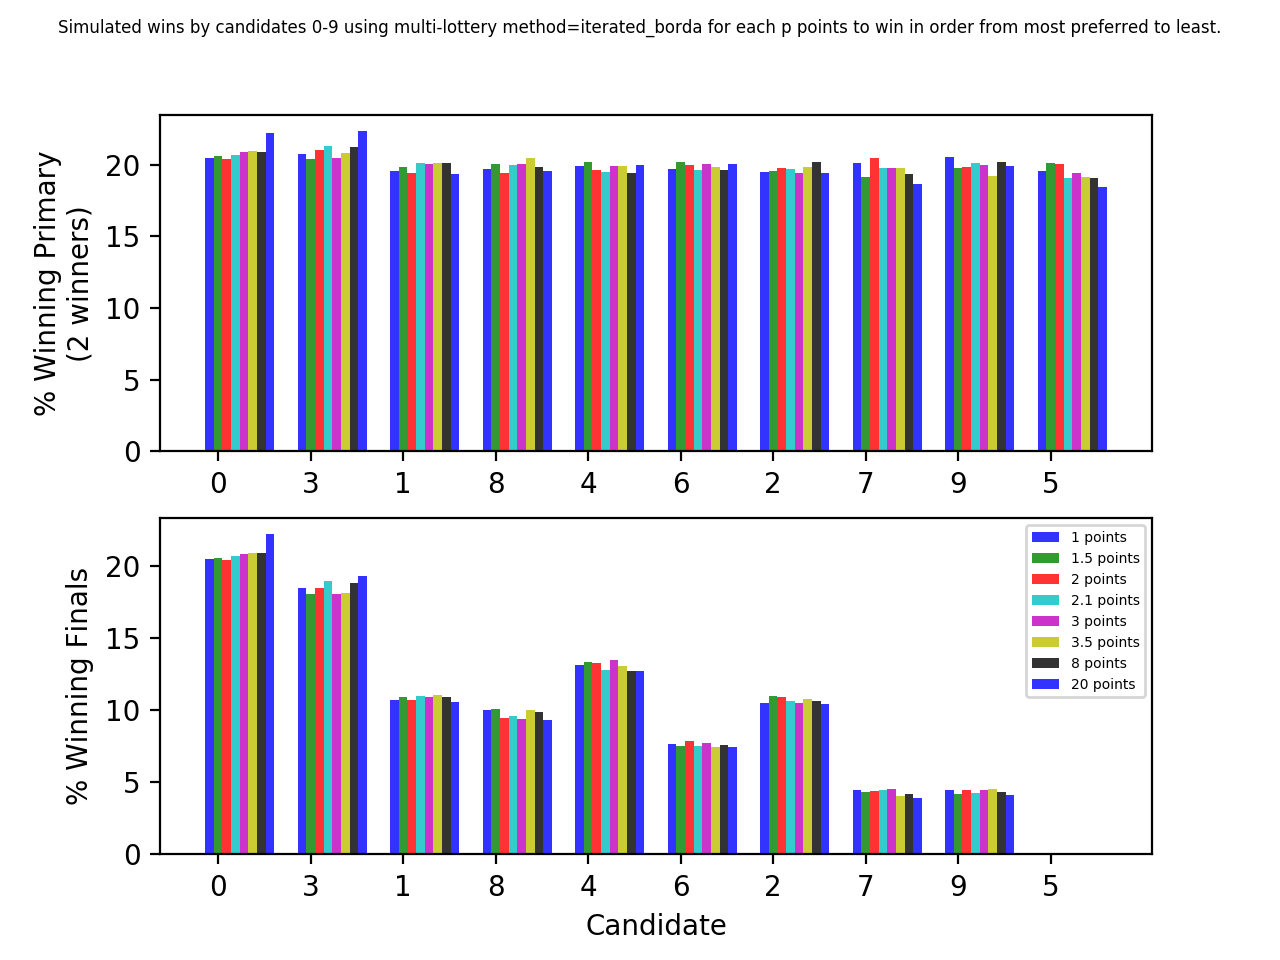 Simulated wins by candidates 0-9 using multi-lottery method=iterated_borda for each p points to win in order from most preferred to least.
% Winning Primary
(2 winners)
20
15
10
5
0
0 3 1 8 4 6 2 7 9 5
% Winning Finals
20
15
10
5
0
1 points
1.5 points
2 points
2.1 points
3 points
3.5 points
8 points
20 points
0 3 1 8 4 6 2 7 9 5
Candidate